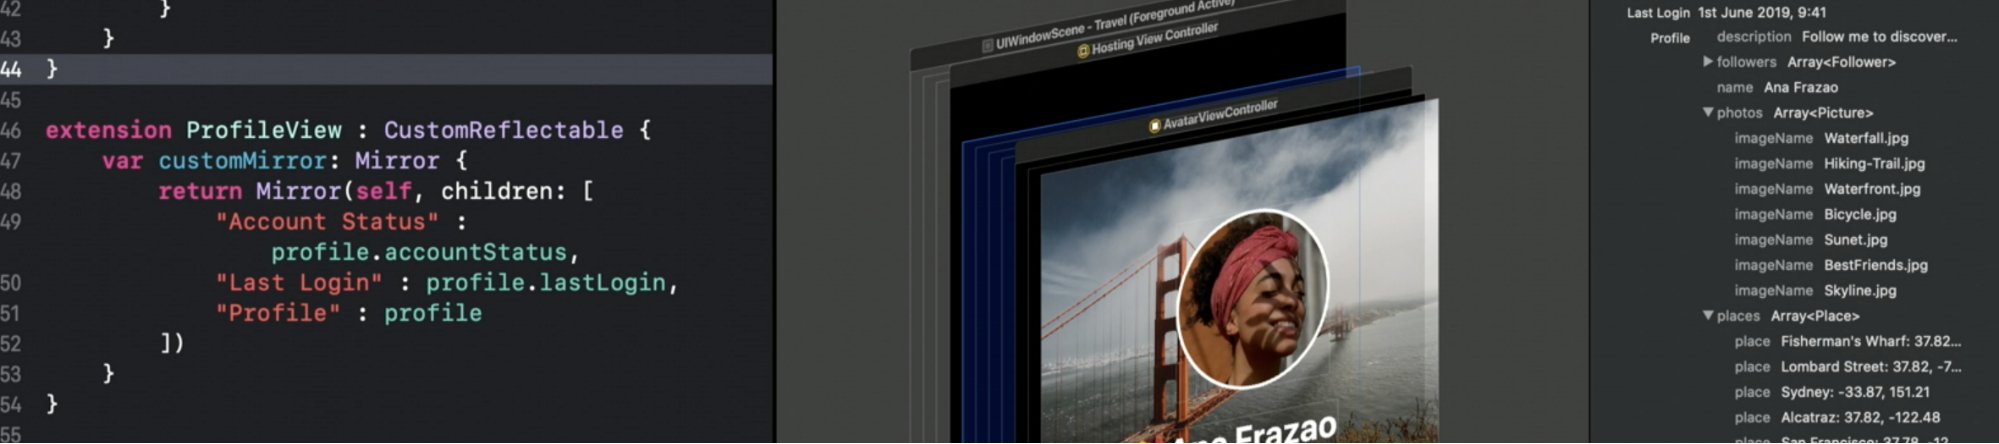 42 }
43 }
44 }
45
46 extension ProfileView : CustomReflectable {
47 var customMirror: Mirror {
48 return Mirror(self, children: [
49 "Account Status" :
profile.accountStatus,
50 "Last Login" : profile.lastLogin,
51 "Profile" : profile
52 ])
53 }
54 }
55
UIWindowScene - Travel (Foreground Active)
Hosting View Controller
AvatarViewController
Ana Frazao
Last Login 1st June 2019, 9:41
Profile description Follow me to discover...
followers Array<Follower>
name Ana Frazao
photos Array<Picture>
imageName Waterfall.jpg
imageName Hiking-Trail.jpg
imageName Waterfront.jpg
imageName Bicycle.jpg
imageName Sunet.jpg
imageName BestFriends.jpg
imageName Skyline.jpg
places Array<Place>
place Fisherman's Wharf: 37.82...
place Lombard Street: 37.82, -7...
place Sydney: -33.87, 151.21
place Alcatraz: 37.82, -122.48
place San Francisco: 37.78, -12...